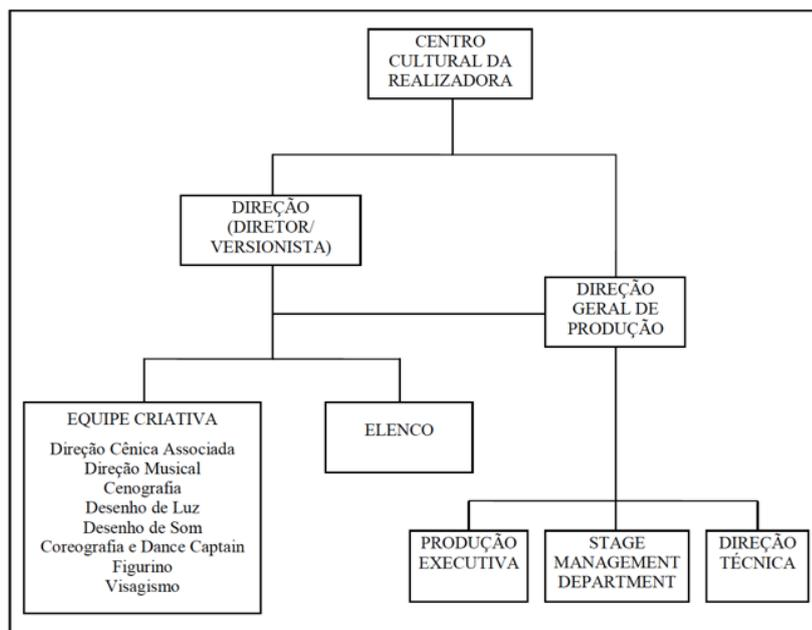 CENTRO
CULTURAL DA
REALIZADORA
DIREÇÃO
(DIRETOR/
VERSIONISTA)
DIREÇÃO
GERAL DE
PRODUÇÃO
EQUIPE CRIATIVA
Direção Cênica Associada
Direção Musical
Cenografia
Desenho de Luz
Desenho de Som
Coreografia e Dance Captain
Figurino
Visagismo
ELENCO
PRODUÇÃO
EXECUTIVA
STAGE
MANAGEMENT
DEPARTMENT
DIREÇÃO
TÉCNICA